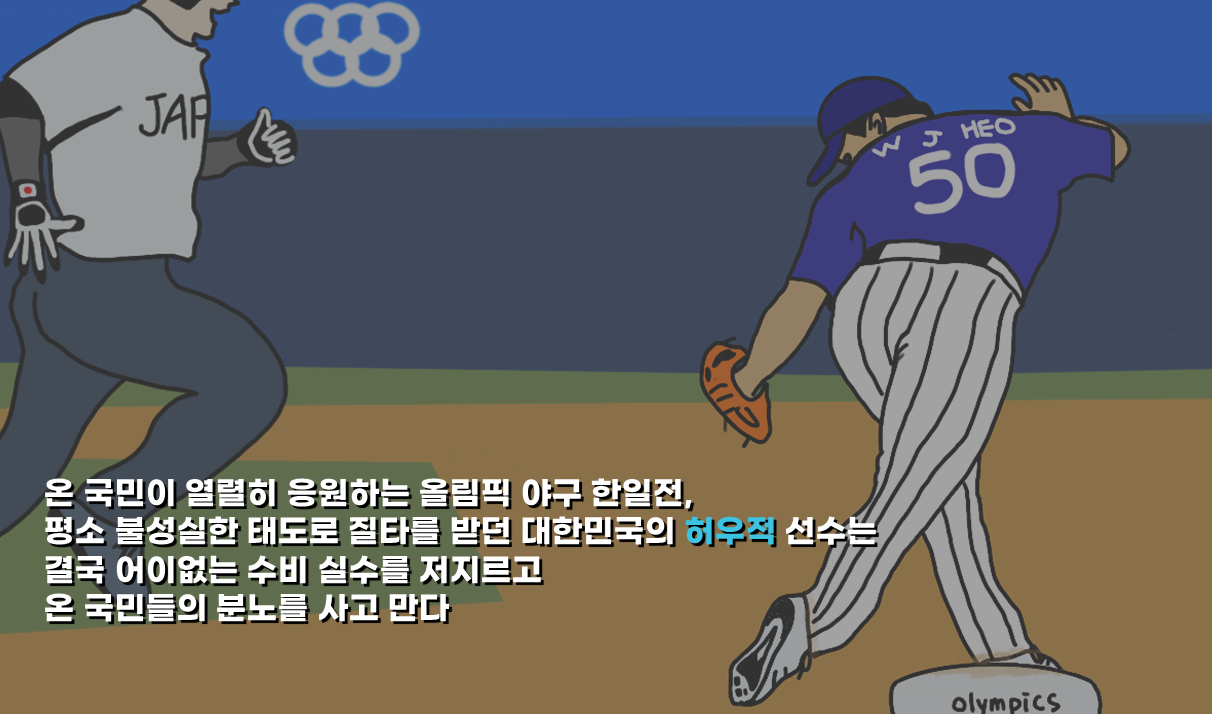 JAP
W J HEO
50
온 국민이 열렬히 응원하는 올림픽 야구 한일전,
평소 불성실한 태도로 질타를 받던 대한민국의 허우적 선수는
결국 어이없는 수비 실수를 저지르고
온 국민들의 분노를 사고 만다
olympics